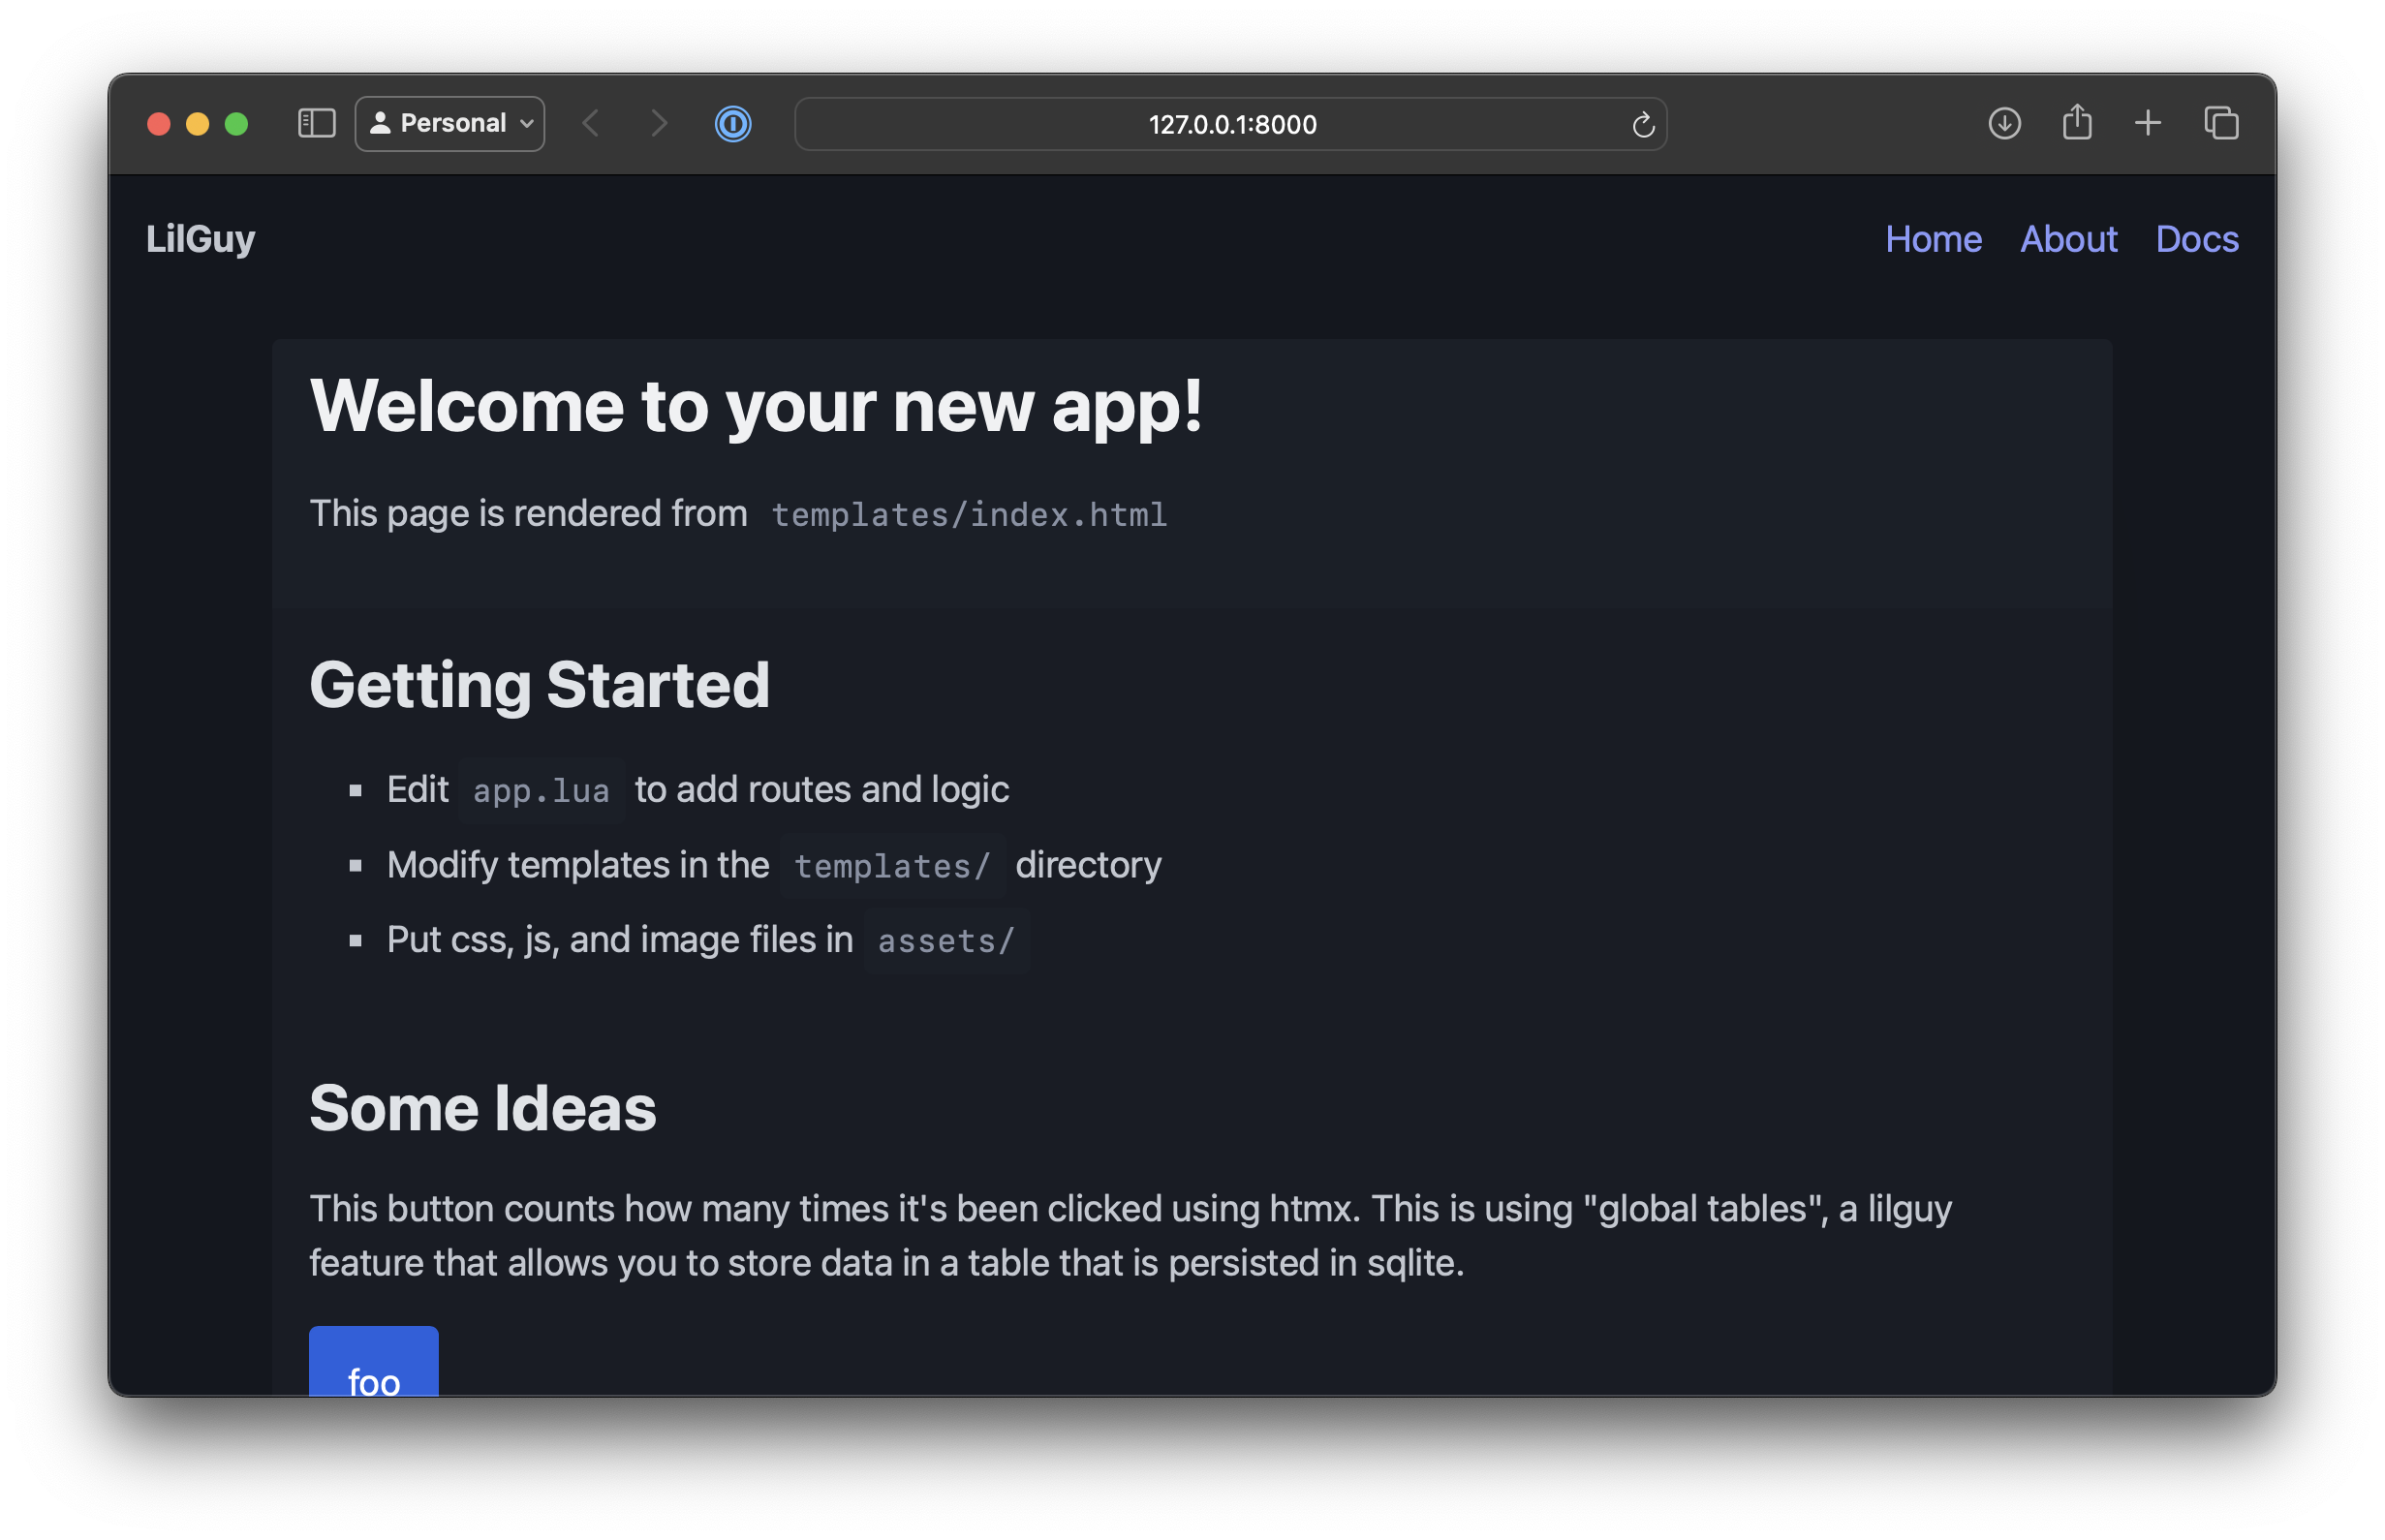 Personal
127.0.0.1:8000
LilGuy
Home About Docs
Welcome to your new app!
This page is rendered from templates/index.html
Getting Started
Edit app.lua to add routes and logic
Modify templates in the templates/ directory
Put css, js, and image files in assets/
Some Ideas
This button counts how many times it's been clicked using htmx. This is using "global tables", a lilguy
feature that allows you to store data in a table that is persisted in sqlite.
foo